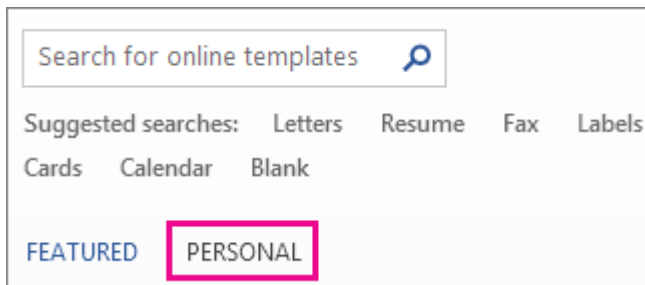 Search for online templates
Suggested searches: Letters Resume Fax Labels
Cards Calendar Blank
FEATURED PERSONAL